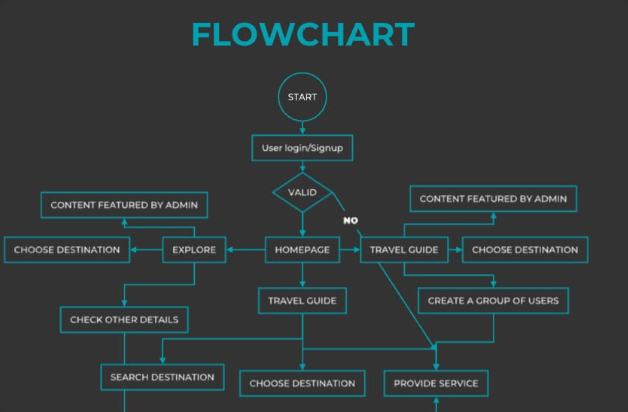 FLOWCHART
START
User login/Signup
VALID
NO
CONTENT FEATURED BY ADMIN
CONTENT FEATURED BY ADMIN
CHOOSE DESTINATION
EXPLORE
HOMEPAGE
TRAVEL GUIDE
CHOOSE DESTINATION
TRAVEL GUIDE
CREATE A GROUP OF USERS
CHECK OTHER DETAILS
SEARCH DESTINATION
CHOOSE DESTINATION
PROVIDE SERVICE